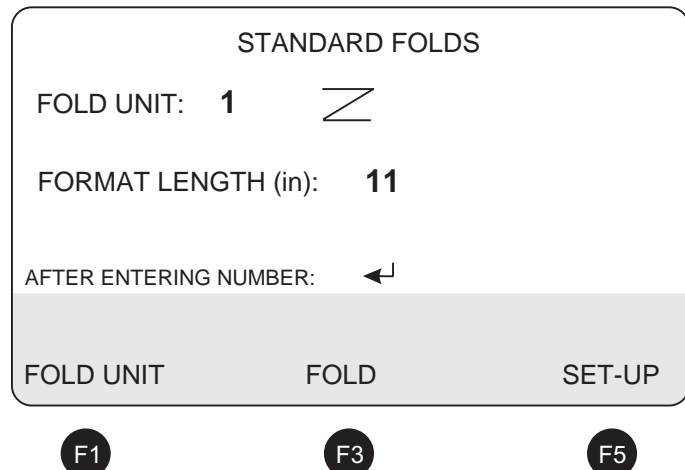 STANDARD FOLDS
FOLD UNIT: 1
FORMAT LENGTH (in): 11
AFTER ENTERING NUMBER:
FOLD UNIT FOLD SET-UP
F1 F3 F5